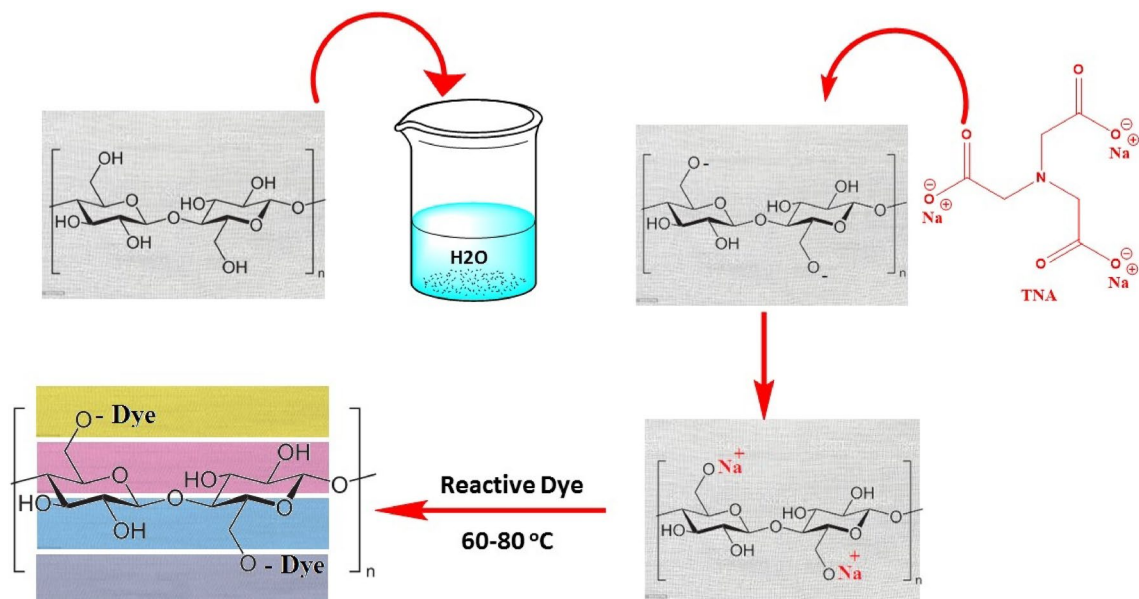 OH
HO
OH
O
O
HO
OH
O
OH
O
OH
n
H2O
O-
HO
OH
O
O
HO
OH
O
O
O
-
n
O
O ⊖
Na ⊕
O
⊖ O
Na ⊕
N
O
O ⊖
Na ⊕
TNA
O- Dye
HO
OH
O
O
HO
OH
O
O
O- Dye
n
Reactive Dye
60-80 °C
O Na +
HO
OH
O
O
HO
OH
O
O
O Na +
n